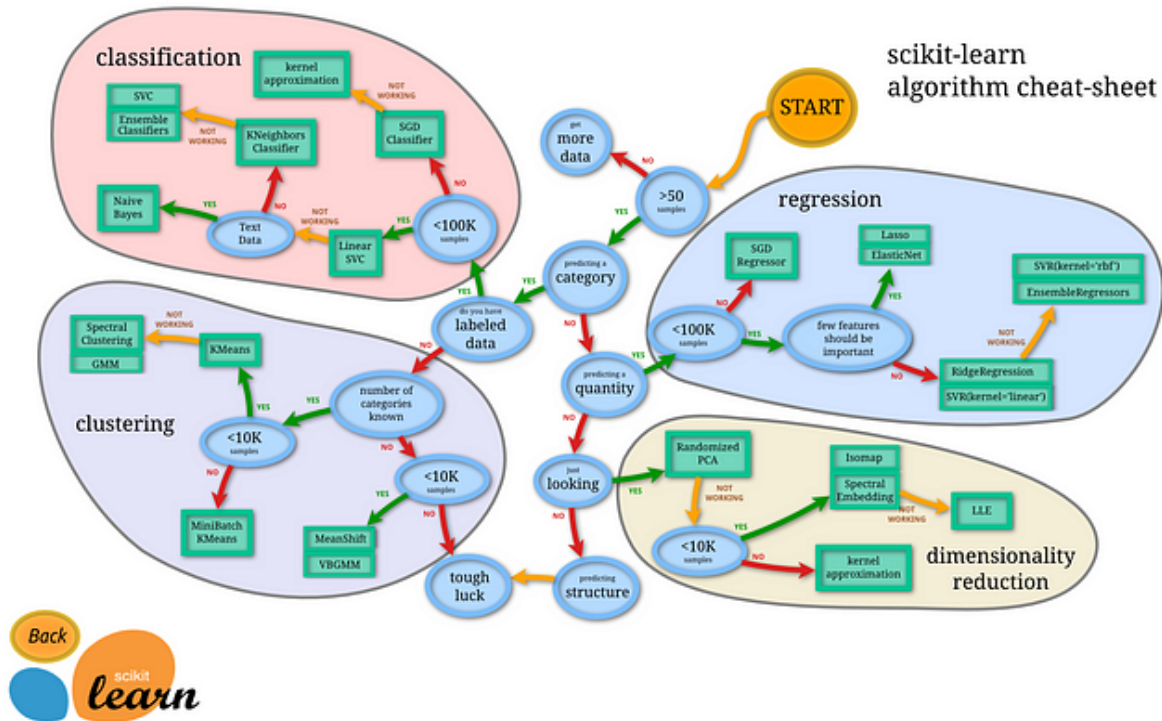 scikit-learn
algorithm cheat-sheet
START
classification
kernel
approximation
NOT
WORKING
SVC
Ensemble
Classifiers
NOT
WORKING
KNeighbors
Classifier
SGD
Classifier
NO
Naive
Bayes
YES
Text
Data
NO
NOT
WORKING
Linear
SVC
YES
<100K
samples
YES
get
more
data
NO
>50
samples
YES
predicting a
category
YES
NO
do you have
labeled
data
NO
predicting a
quantity
YES
NO
just
looking
YES
NO
predicting
structure
tough
luck
regression
SGD
Regressor
NO
<100K
samples
YES
Lasso
ElasticNet
YES
few features
should be
important
NO
SVR(kernel='rbf')
EnsembleRegressors
NOT
WORKING
RidgeRegression
SVR(kernel='linear')
clustering
Spectral
Clustering
GMM
NOT
WORKING
KMeans
YES
number of
categories
known
YES
NO
<10K
samples
NO
MiniBatch
KMeans
<10K
samples
YES
NO
MeanShift
VBGMM
dimensionality
reduction
Randomized
PCA
NOT
WORKING
<10K
samples
YES
NO
Isomap
Spectral
Embedding
NOT
WORKING
LLE
kernel
approximation
Back
scikit
learn